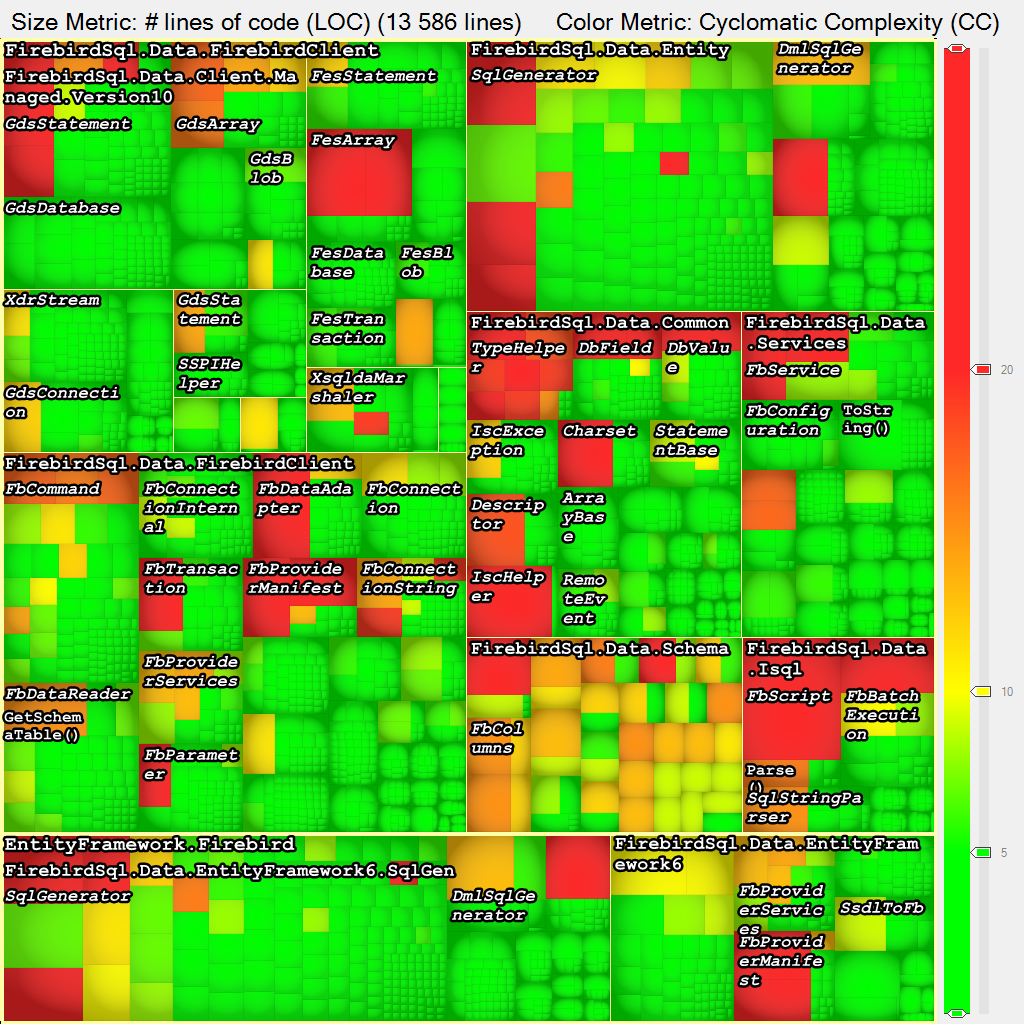 Size Metric: # lines of code (LOC) (13 586 lines)
Color Metric: Cyclomatic Complexity (CC)
FirebirdSql.Data.FirebirdClient
FirebirdSql.Data.Client.Ma
naged.Version10
GdsStatement
GdsArray
GdsB
lob
GdsDatabase
XdrStream
GdsConnecti
on
GdsSta
tement
SSPIHe
lper
FesStatement
FesArray
FesData
base
FesBl
ob
FesTran
saction
XsqldaMar
shaler
FirebirdSql.Data.Entity
SqlGenerator
DmlSqlGe
nerator
FirebirdSql.Data.Common
TypeHelpe
r
DbField
DbValu
e
IscExce
ption
Charset
Stateme
ntBase
Descrip
tor
Arra
yBas
e
IscHelp
er
Remo
teEv
ent
FirebirdSql.Data
.Services
FbService
FbConfig
uration
ToStr
ing()
FirebirdSql.Data.FirebirdClient
FbCommand
FbConnect
ionIntern
al
FbDataAda
pter
FbConnect
ion
FbTransac
tion
FbProvide
rManifest
FbConnect
ionString
FbDataReader
GetSchem
aTable()
FbProvide
rServices
FbParamet
er
FirebirdSql.Data.Schema
FbCol
umns
FirebirdSql.Data
.Isql
FbScript
FbBatch
Executi
on
Parse
()
SqlStringPa
rser
EntityFramework.Firebird
FirebirdSql.Data.EntityFramework6.SqlGen
SqlGenerator
DmlSqlGe
nerator
FirebirdSql.Data.EntityFram
ework6
FbProvid
erServic
es
FbProvid
erManife
st
SsdlToFb
20
10
5